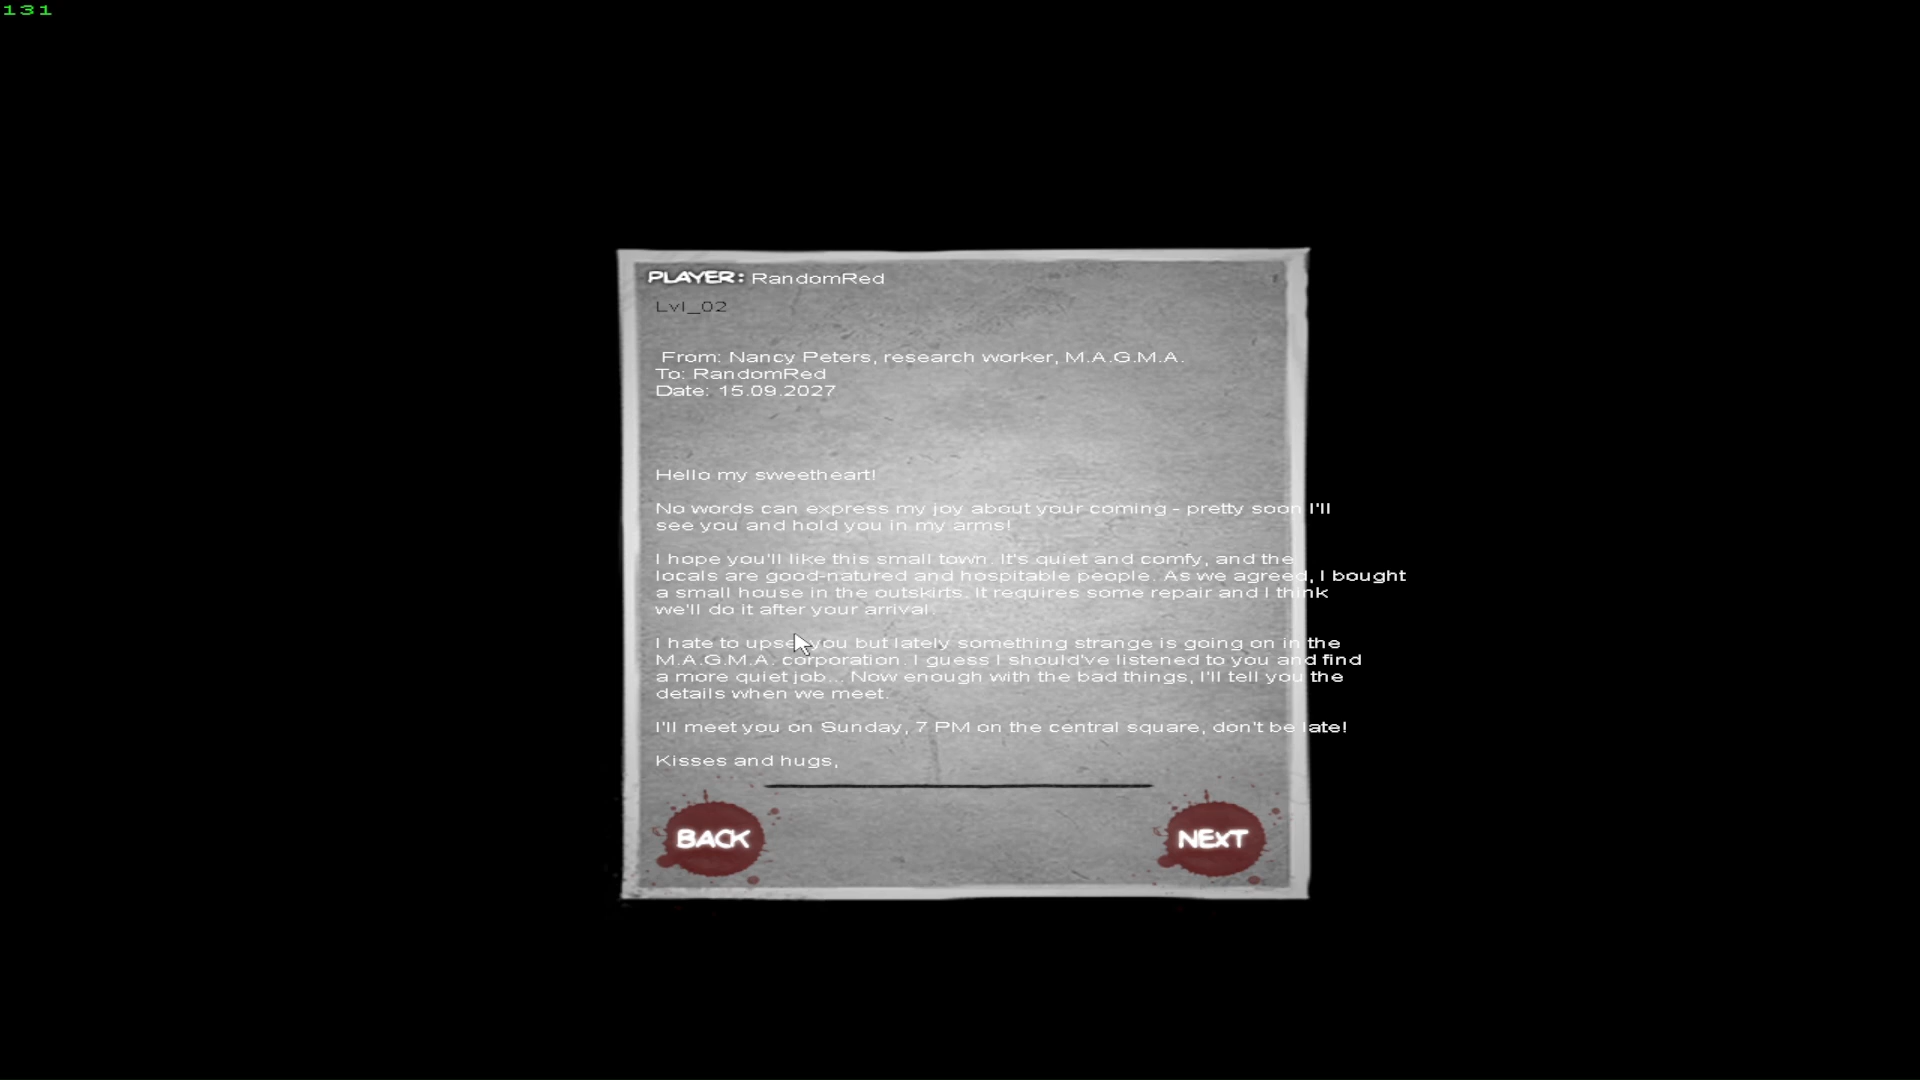 131
PLAYER: RandomRed
Lvl_02
From: Nancy Peters, research worker, M.A.G.M.A.
To: RandomRed
Date: 15.09.2027
Hello my sweetheart!
No words can express my joy about your coming - pretty soon I'll
see you and hold you in my arms!
I hope you'll like this small town. It's quiet and comfy, and the
locals are good-natured and hospitable people. As we agreed, I bought
a small house in the outskirts. It requires some repair and I think
we'll do it after your arrival.
I hate to upset you but lately something strange is going on in the
M.A.G.M.A. corporation. I guess I should've listened to you and find
a more quiet job... Now enough with the bad things, I'll tell you the
details when we meet.
I'll meet you on Sunday, 7 PM on the central square, don't be late!
Kisses and hugs,
BACK
NEXT